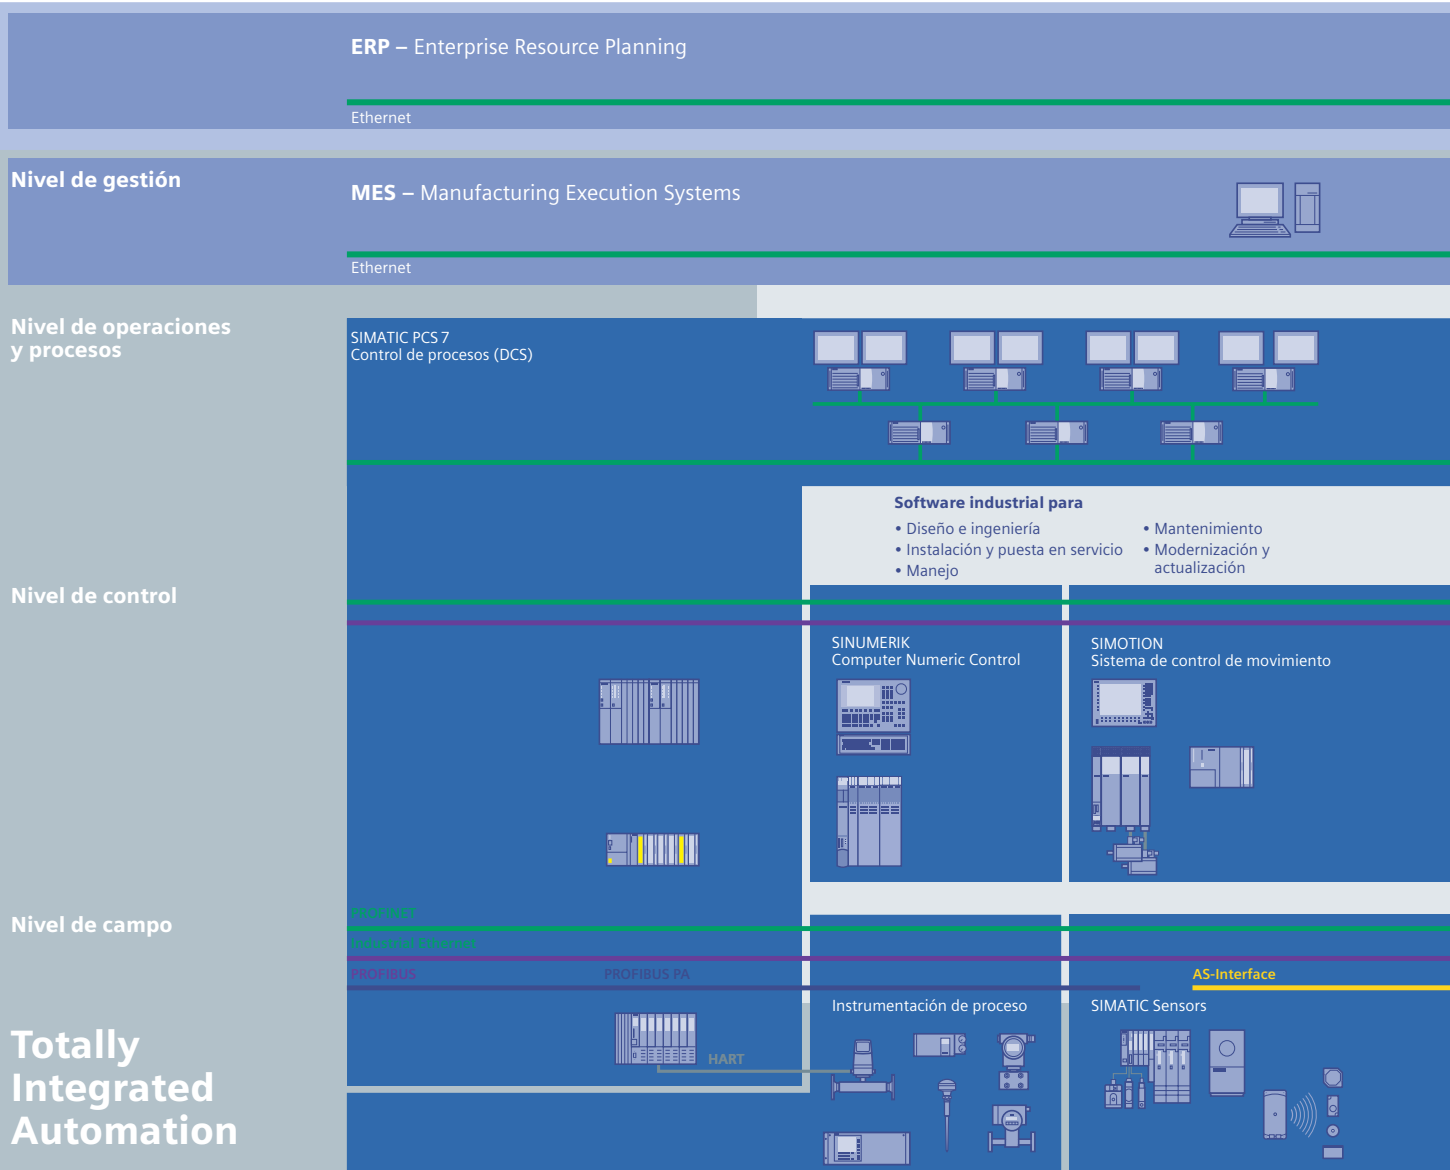 ERP – Enterprise Resource Planning
Ethernet
Nivel de gestión
MES – Manufacturing Execution Systems
Ethernet
Nivel de operaciones
y procesos
SIMATIC PCS 7
Control de procesos (DCS)
Software industrial para
• Diseño e ingeniería
• Instalación y puesta en servicio
• Manejo
• Mantenimiento
• Modernización y
actualización
Nivel de control
SINUMERIK
Computer Numeric Control
SIMOTION
Sistema de control de movimiento
Nivel de campo
PROFINET
Industrial Ethernet
PROFIBUS
PROFIBUS PA
AS-Interface
Instrumentación de proceso
SIMATIC Sensors
HART
Totally
Integrated
Automation